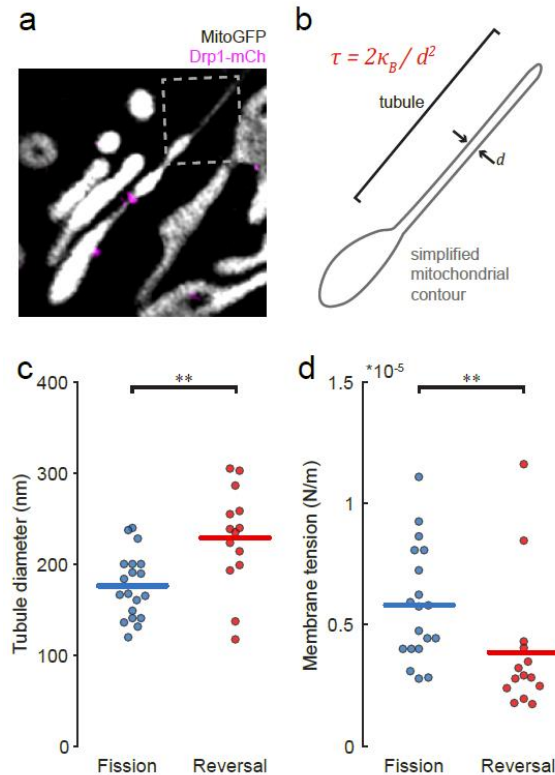 a
MitoGFP
Drp1-mCh
b
τ = 2κB / d²
tubule
d
simplified
mitochondrial
contour
c
**
Tubule diameter (nm)
400
300
200
100
0
Fission Reversal
d
*10⁻⁵
**
Membrane tension (N/m)
1.5
1
0.5
0
Fission Reversal